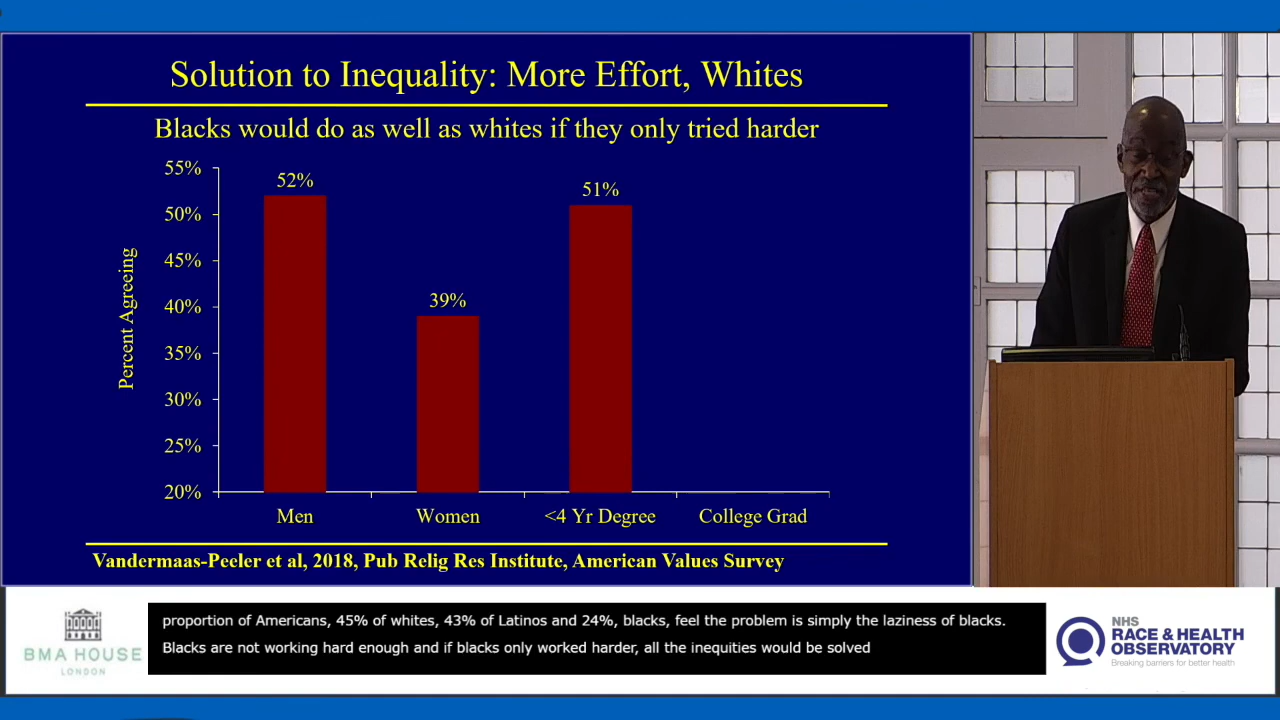 Solution to Inequality: More Effort, Whites
Blacks would do as well as whites if they only tried harder
55%
50%
45%
40%
35%
30%
25%
20%
Percent Agreeing
52%
39%
51%
Men
Women
<4 Yr Degree
College Grad
Vandermaas-Peeler et al, 2018, Pub Relig Res Institute, American Values Survey
BMA HOUSE
LONDON
proportion of Americans, 45% of whites, 43% of Latinos and 24%, blacks, feel the problem is simply the laziness of blacks.
Blacks are not working hard enough and if blacks only worked harder, all the inequities would be solved
NHS
RACE & HEALTH
OBSERVATORY
Breaking barriers for better health